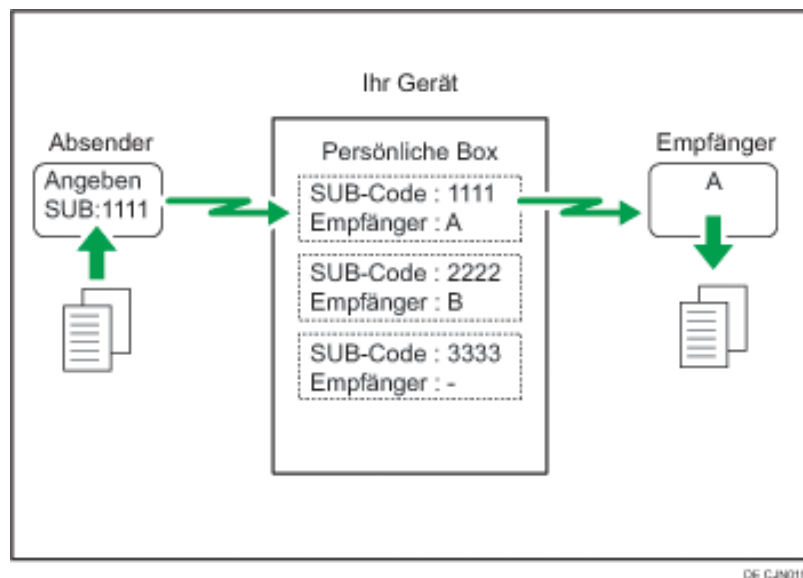 Ihr Gerät
Absender
Angeben
SUB:1111
Persönliche Box
SUB-Code : 1111
Empfänger : A
SUB-Code : 2222
Empfänger : B
SUB-Code : 3333
Empfänger : -
Empfänger
A